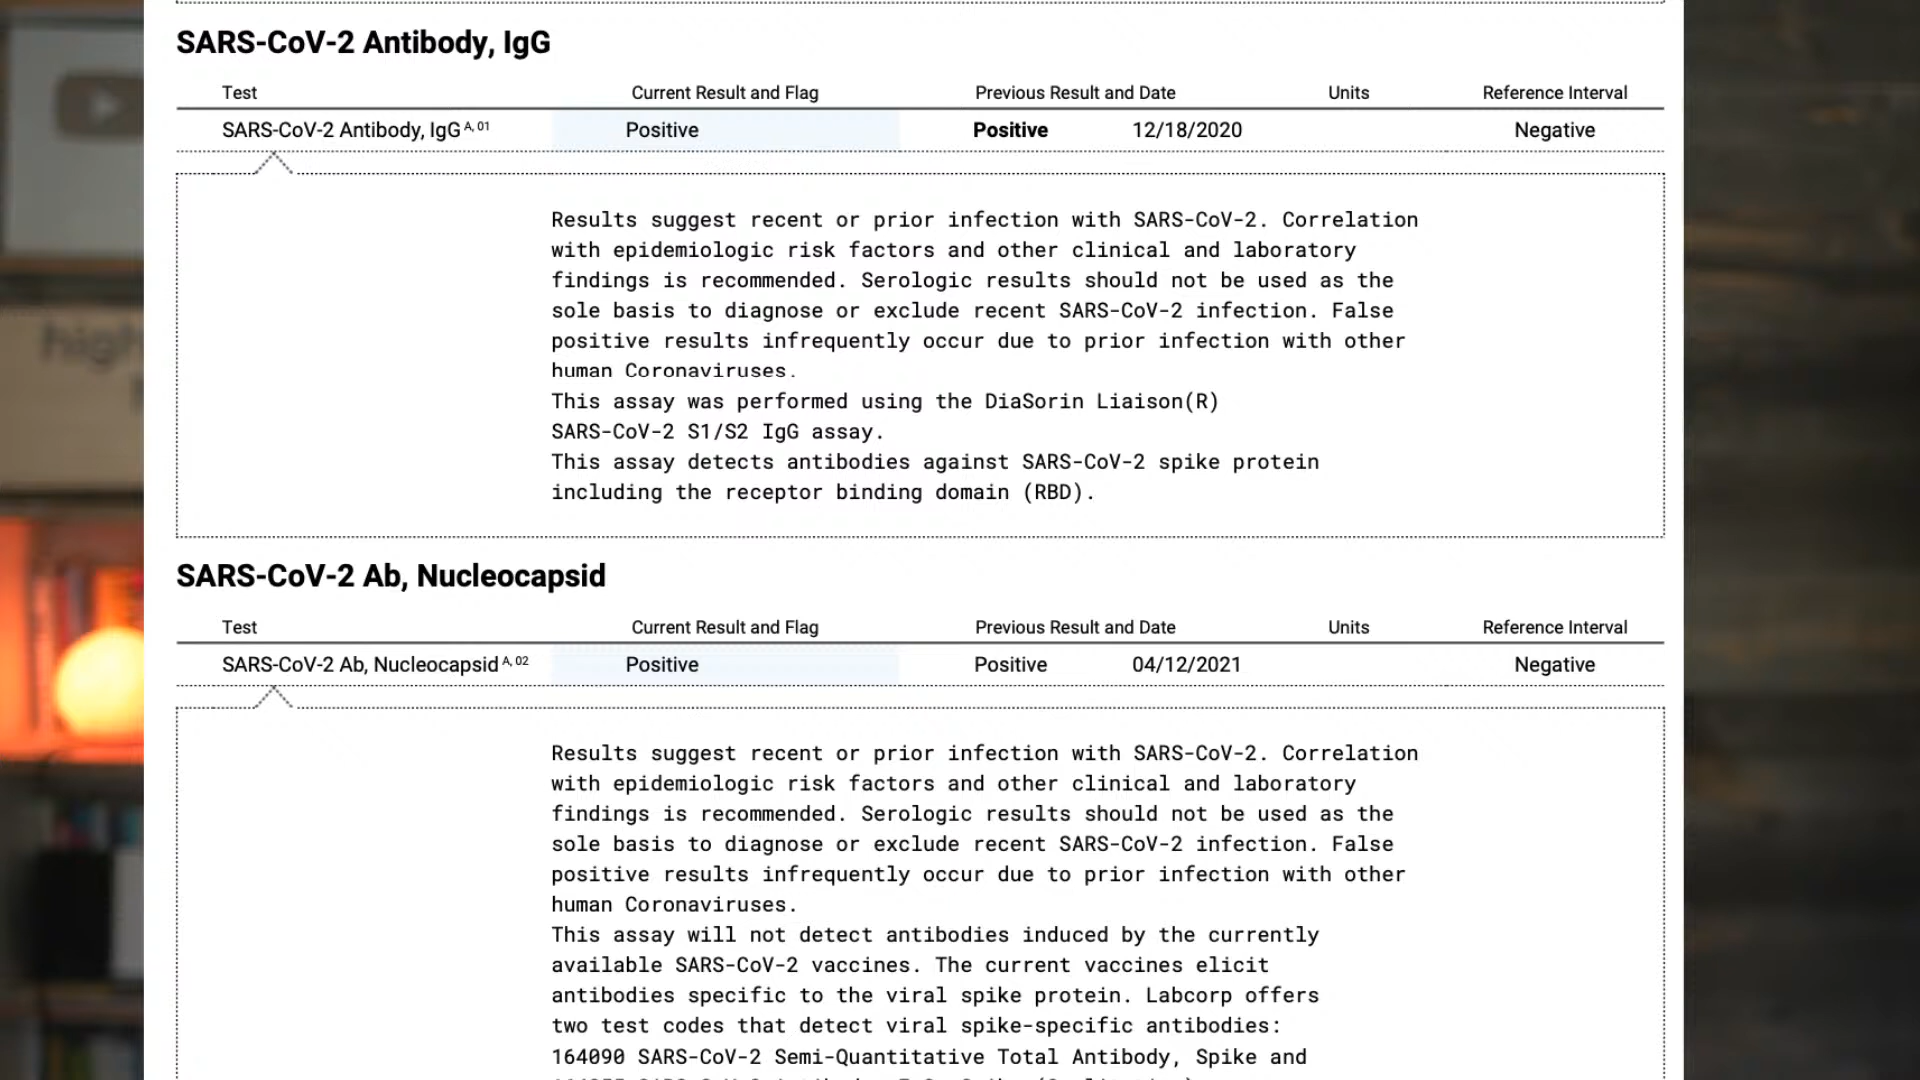 SARS-CoV-2 Antibody, IgG
Test Current Result and Flag Previous Result and Date Units Reference Interval
SARS-CoV-2 Antibody, IgG A, 01 Positive Positive 12/18/2020 Negative
Results suggest recent or prior infection with SARS-CoV-2. Correlation
with epidemiologic risk factors and other clinical and laboratory
findings is recommended. Serologic results should not be used as the
sole basis to diagnose or exclude recent SARS-CoV-2 infection. False
positive results infrequently occur due to prior infection with other
human Coronaviruses.
This assay was performed using the DiaSorin Liaison(R)
SARS-CoV-2 S1/S2 IgG assay.
This assay detects antibodies against SARS-CoV-2 spike protein
including the receptor binding domain (RBD).
SARS-CoV-2 Ab, Nucleocapsid
Test Current Result and Flag Previous Result and Date Units Reference Interval
SARS-CoV-2 Ab, Nucleocapsid A, 02 Positive Positive 04/12/2021 Negative
Results suggest recent or prior infection with SARS-CoV-2. Correlation
with epidemiologic risk factors and other clinical and laboratory
findings is recommended. Serologic results should not be used as the
sole basis to diagnose or exclude recent SARS-CoV-2 infection. False
positive results infrequently occur due to prior infection with other
human Coronaviruses.
This assay will not detect antibodies induced by the currently
available SARS-CoV-2 vaccines. The current vaccines elicit
antibodies specific to the viral spike protein. Labcorp offers
two test codes that detect viral spike-specific antibodies:
164090 SARS-CoV-2 Semi-Quantitative Total Antibody, Spike and